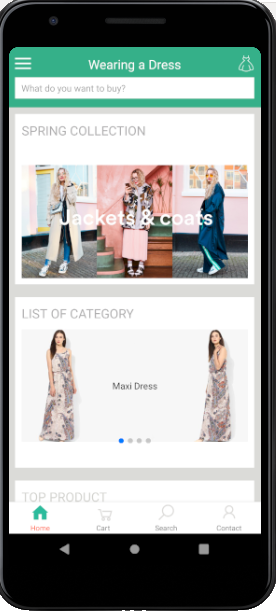 Wearing a Dress
What do you want to buy?
SPRING COLLECTION
Jackets & coats
LIST OF CATEGORY
Maxi Dress
TOP PRODUCT
Home
Cart
Search
Contact